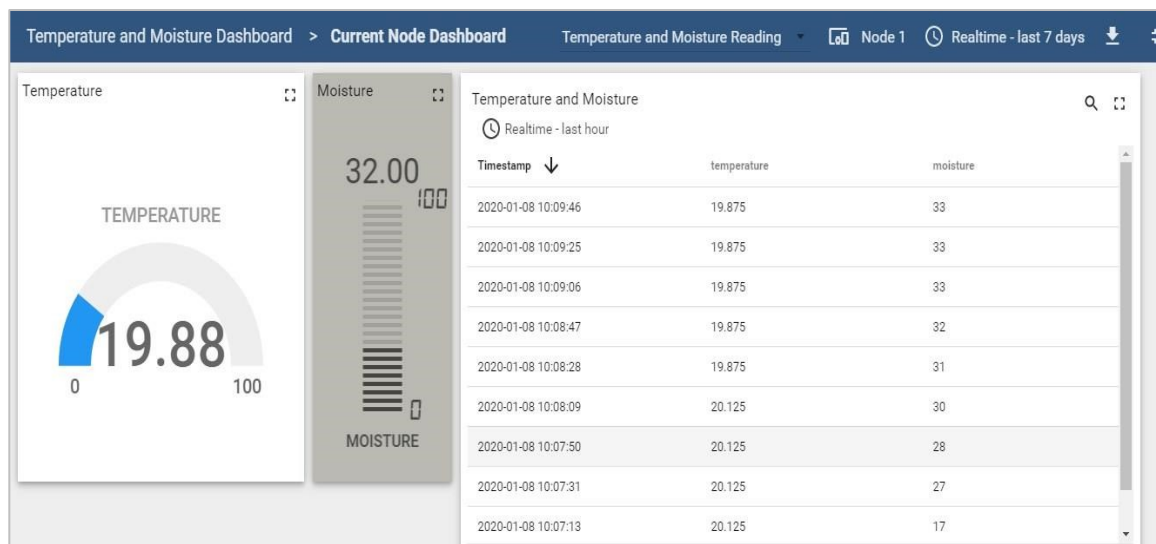 Temperature and Moisture Dashboard > Current Node Dashboard Temperature and Moisture Reading Node 1 Realtime - last 7 days
Temperature
TEMPERATURE
19.88
0 100
Moisture
32.00
100
0
MOISTURE
Temperature and Moisture
Realtime - last hour
Timestamp temperature moisture
2020-01-08 10:09:46 19.875 33
2020-01-08 10:09:25 19.875 33
2020-01-08 10:09:06 19.875 33
2020-01-08 10:08:47 19.875 32
2020-01-08 10:08:28 19.875 31
2020-01-08 10:08:09 20.125 30
2020-01-08 10:07:50 20.125 28
2020-01-08 10:07:31 20.125 27
2020-01-08 10:07:13 20.125 17